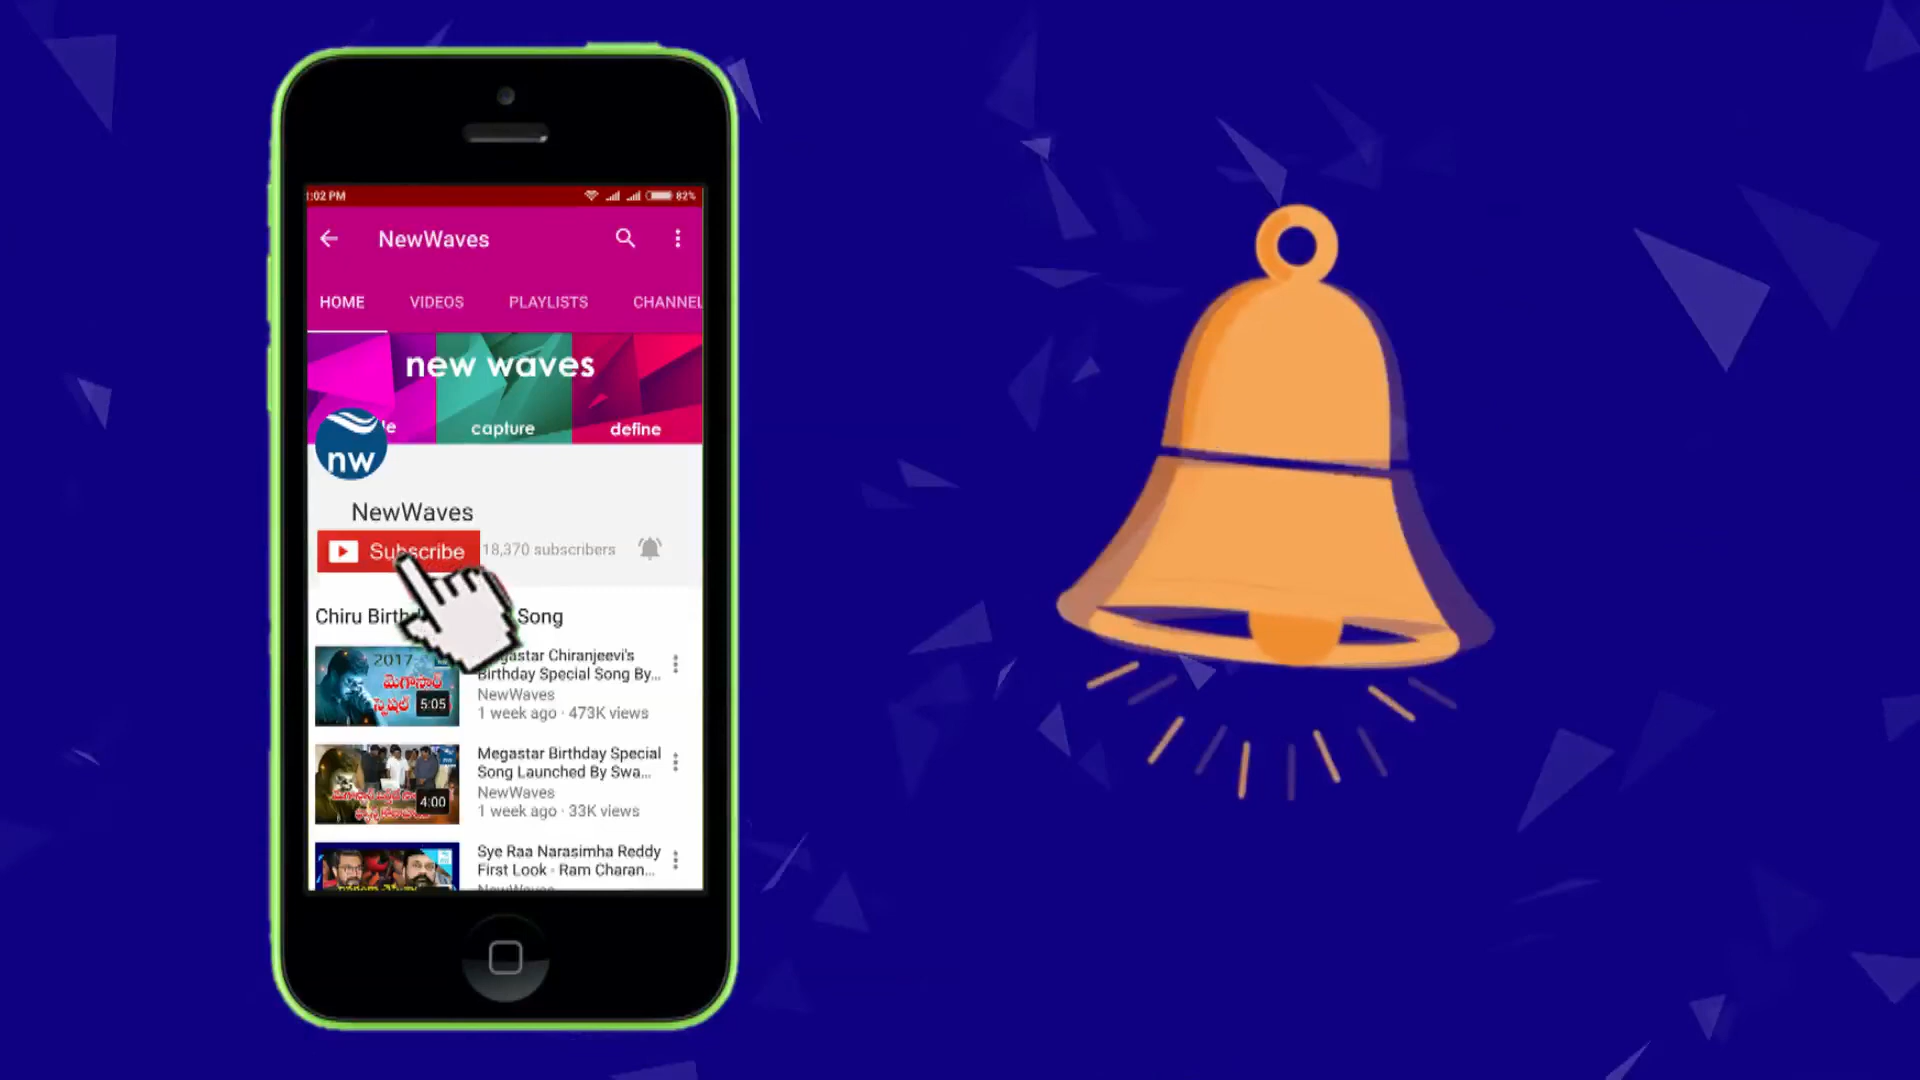 1:02 PM
82%
NewWaves
HOME VIDEOS PLAYLISTS CHANNEL
new waves
capture define
nw
NewWaves
Subscribe 18,370 subscribers
Chiru Birth Song
2017
మెగాస్టార్
స్పెషల్
5:05
Chiranjeevi's
Birthday Special Song By...
NewWaves
1 week ago · 473K views
4:00
Megastar Birthday Special
Song Launched By Swa...
NewWaves
1 week ago · 33K views
Sye Raa Narasimha Reddy
First Look - Ram Charan...